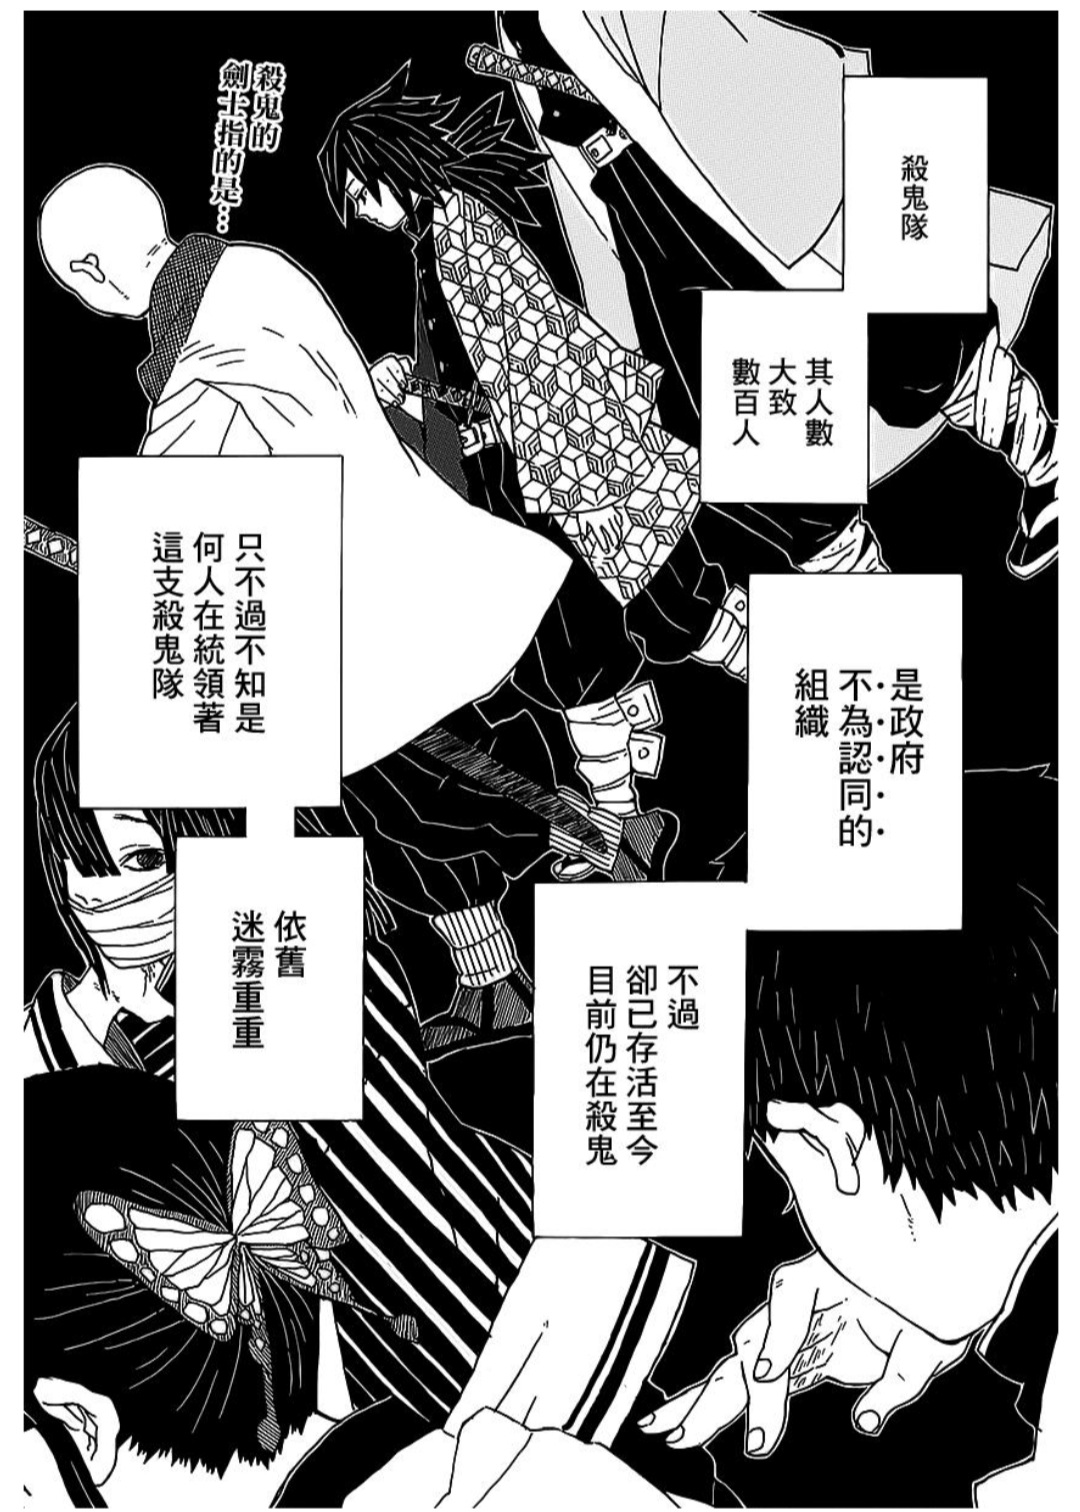 殺鬼隊
其人數
大致
數百人
是政府
不為認同的
組織
不過
卻已存活至今
目前仍在殺鬼
殺鬼的
劍士指的是…
只不過不知是
何人在統領著
這支殺鬼隊
依舊
迷霧重重